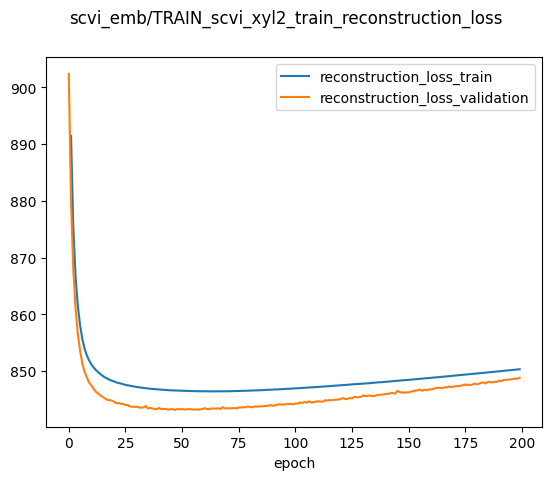 scvi_emb/TRAIN_scvi_xyl2_train_reconstruction_loss
reconstruction_loss_train
reconstruction_loss_validation
900
890
880
870
860
850
0 25 50 75 100 125 150 175 200
epoch